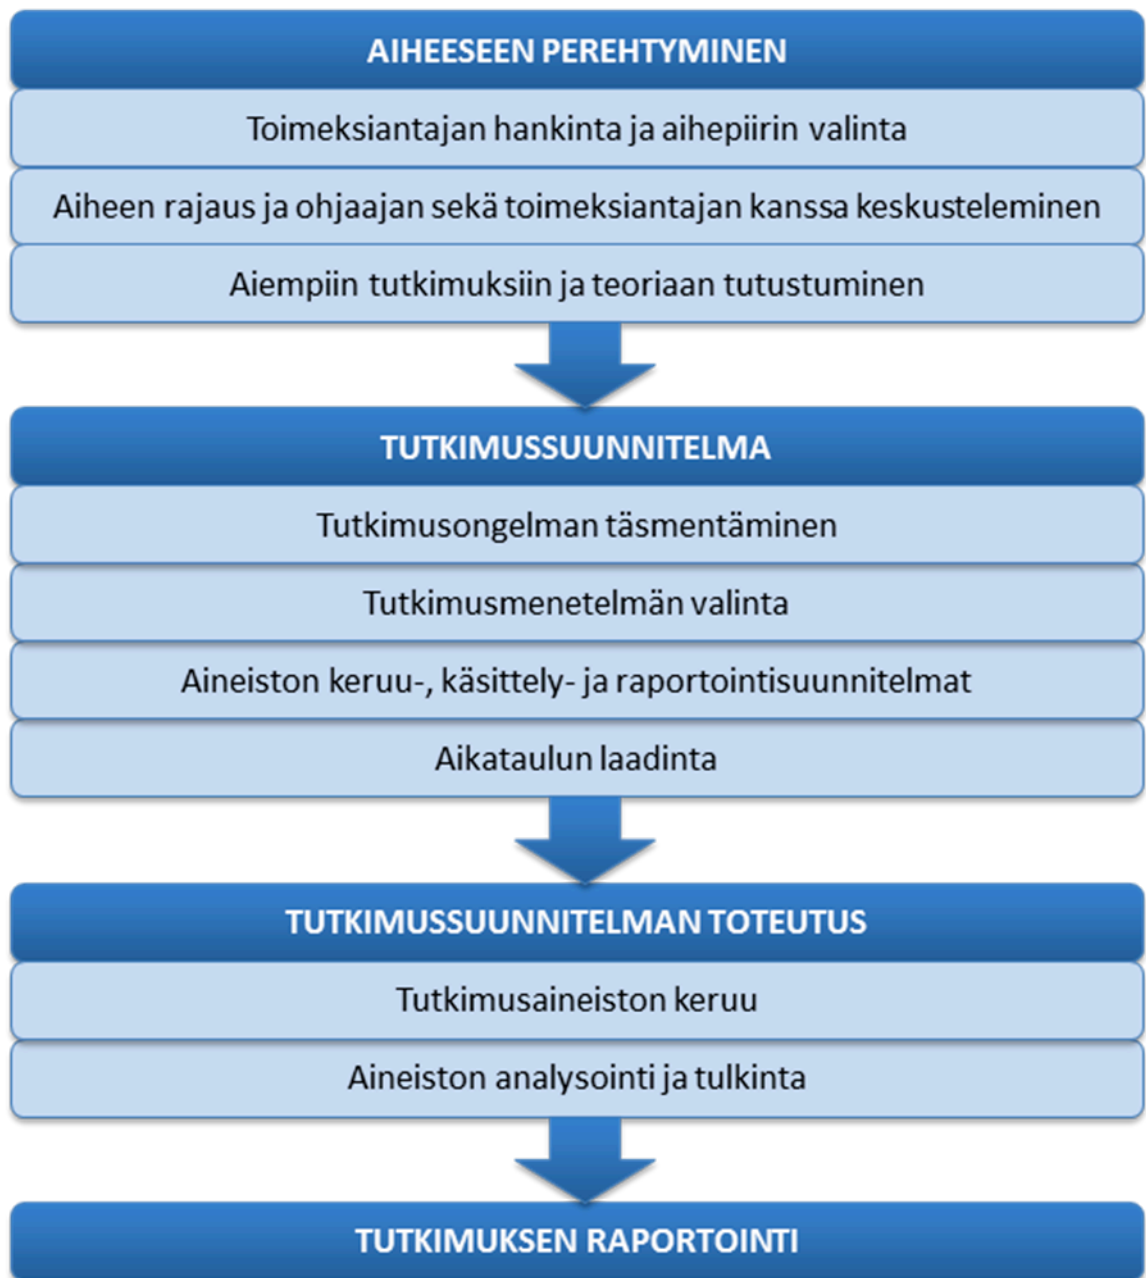 AIHEESEEN PEREHTYMINEN
Toimeksiantajan hankinta ja aihepiirin valinta
Aiheen rajaus ja ohjaajan sekä toimeksiantajan kanssa keskusteleminen
Aiempiin tutkimuksiin ja teoriaan tutustuminen
TUTKIMUSSUUNNITELMA
Tutkimusongelman täsmentäminen
Tutkimusmenetelmän valinta
Aineiston keruu-, käsittely- ja raportointisuunnitelmat
Aikataulun laadinta
TUTKIMUSSUUNNITELMAN TOTEUTUS
Tutkimusaineiston keruu
Aineiston analysointi ja tulkinta
TUTKIMUKSEN RAPORTOINTI